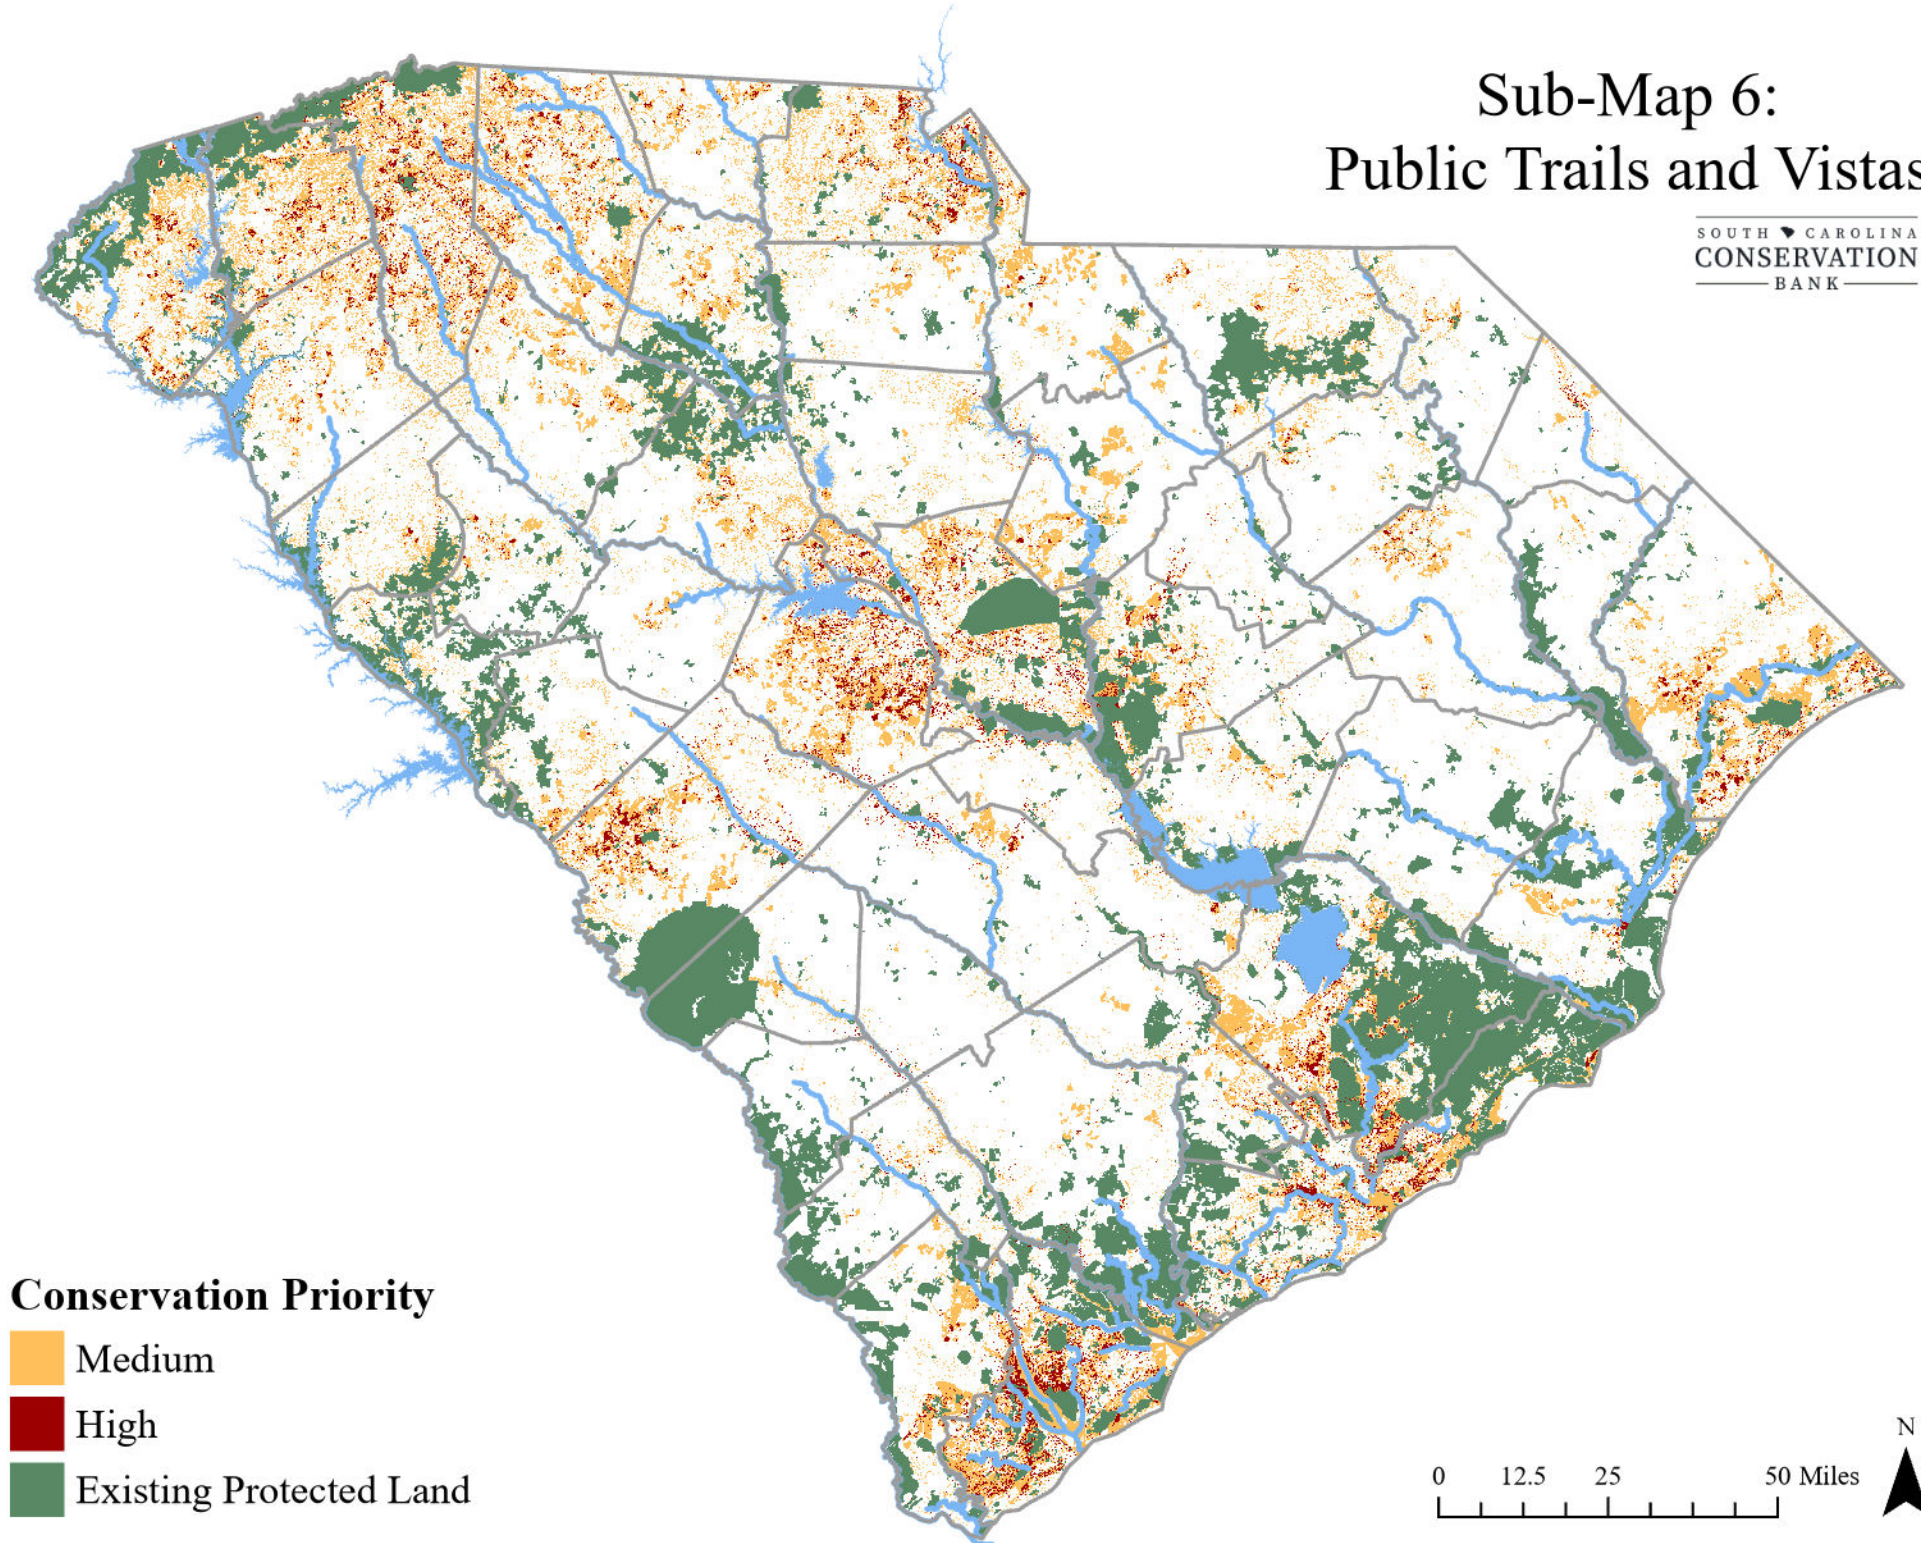 Sub-Map 6:
Public Trails and Vistas
SOUTH CAROLINA
CONSERVATION
BANK
Conservation Priority
Medium
High
Existing Protected Land
0 12.5 25 50 Miles
N